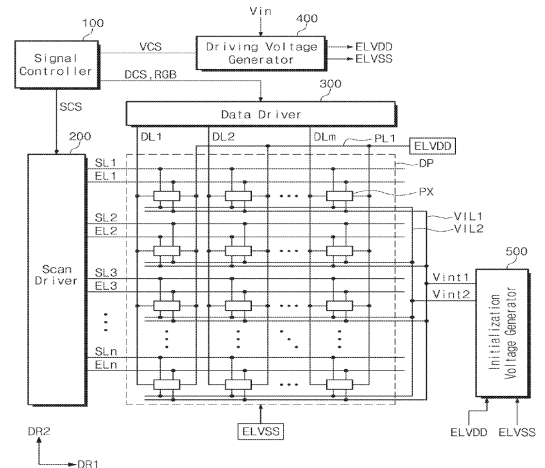 Vin
100
400
Signal
Controller
VCS
Driving Voltage
Generator
ELVDD
ELVSS
DCS,RGB
SCS
300
Data Driver
200
DL1
DL2
DLm
PL1
ELVDD
SL1
DP
EL1
PX
SL2
VIL1
EL2
VIL2
500
Scan
Driver
SL3
EL3
Vint1
Vint2
Initialization
Voltage Generator
SLn
ELn
ELVSS
ELVDD
ELVSS
DR2
DR1